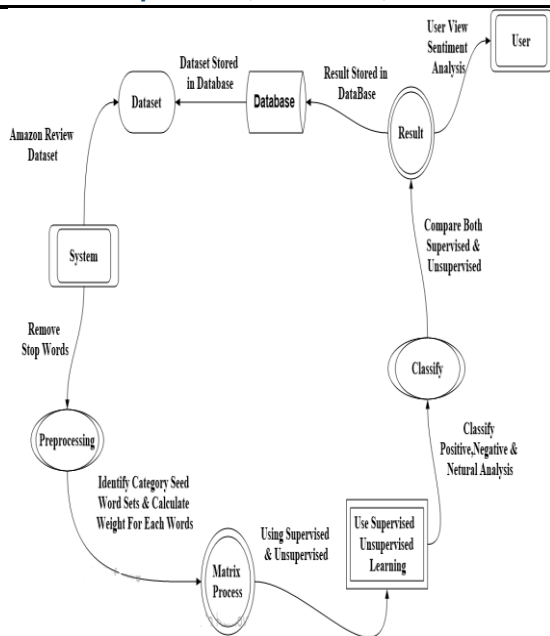 User View
Sentiment
Analysis
User
Dataset Stored
in Database
Result Stored in
DataBase
Dataset
Database
Result
Amazon Review
Dataset
System
Compare Both
Supervised &
Unsupervised
Remove
Stop Words
Classify
Preprocessing
Classify
Positive,Negative &
Netural Analysis
Identify Category Seed
Word Sets & Calculate
Weight For Each Words
Using Supervised
& Unsupervised
Use Supervised
Unsupervised
Learning
Matrix
Process